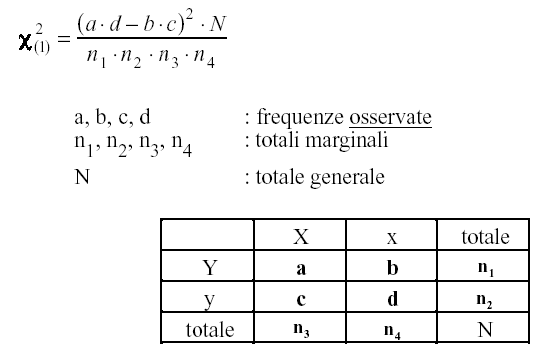 χ²₍₁₎ = (a·d – b·c)² · N / n₁ · n₂ · n₃ · n₄
a, b, c, d : frequenze osservate
n₁, n₂, n₃, n₄ : totali marginali
N : totale generale
X x totale
Y a b n₁
y c d n₂
totale n₃ n₄ N